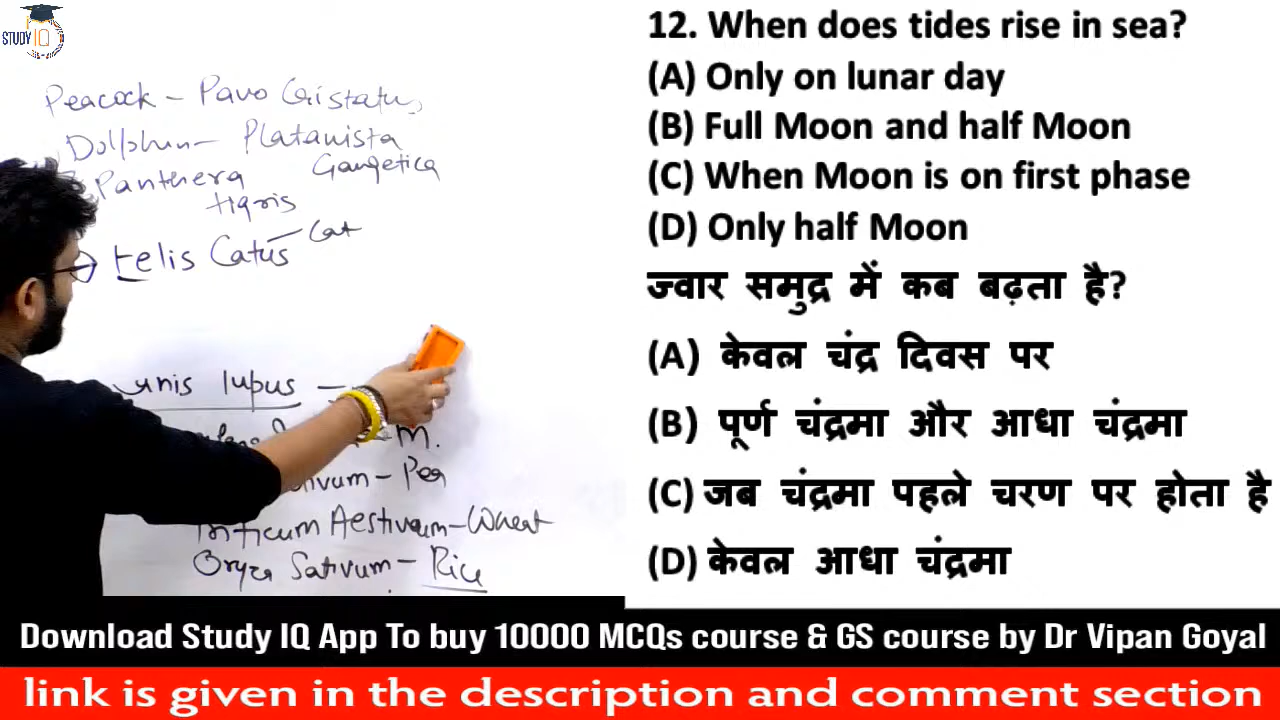 STUDY IQ
Peacock – Pavo Cristatus
Dollphin – Platanista
Gangetica
Panthera
tigris
Felis Catus – Cat
lupus –
M.
– Pea
Triticum Aestivum – Wheat
Oryza Sativum – Rice
12. When does tides rise in sea?
(A) Only on lunar day
(B) Full Moon and half Moon
(C) When Moon is on first phase
(D) Only half Moon
ज्वार समुद्र में कब बढ़ता है?
(A) केवल चंद्र दिवस पर
(B) पूर्ण चंद्रमा और आधा चंद्रमा
(C) जब चंद्रमा पहले चरण पर होता है
(D) केवल आधा चंद्रमा
Download Study IQ App To buy 10000 MCQs course & GS course by Dr Vipan Goyal
link is given in the description and comment section